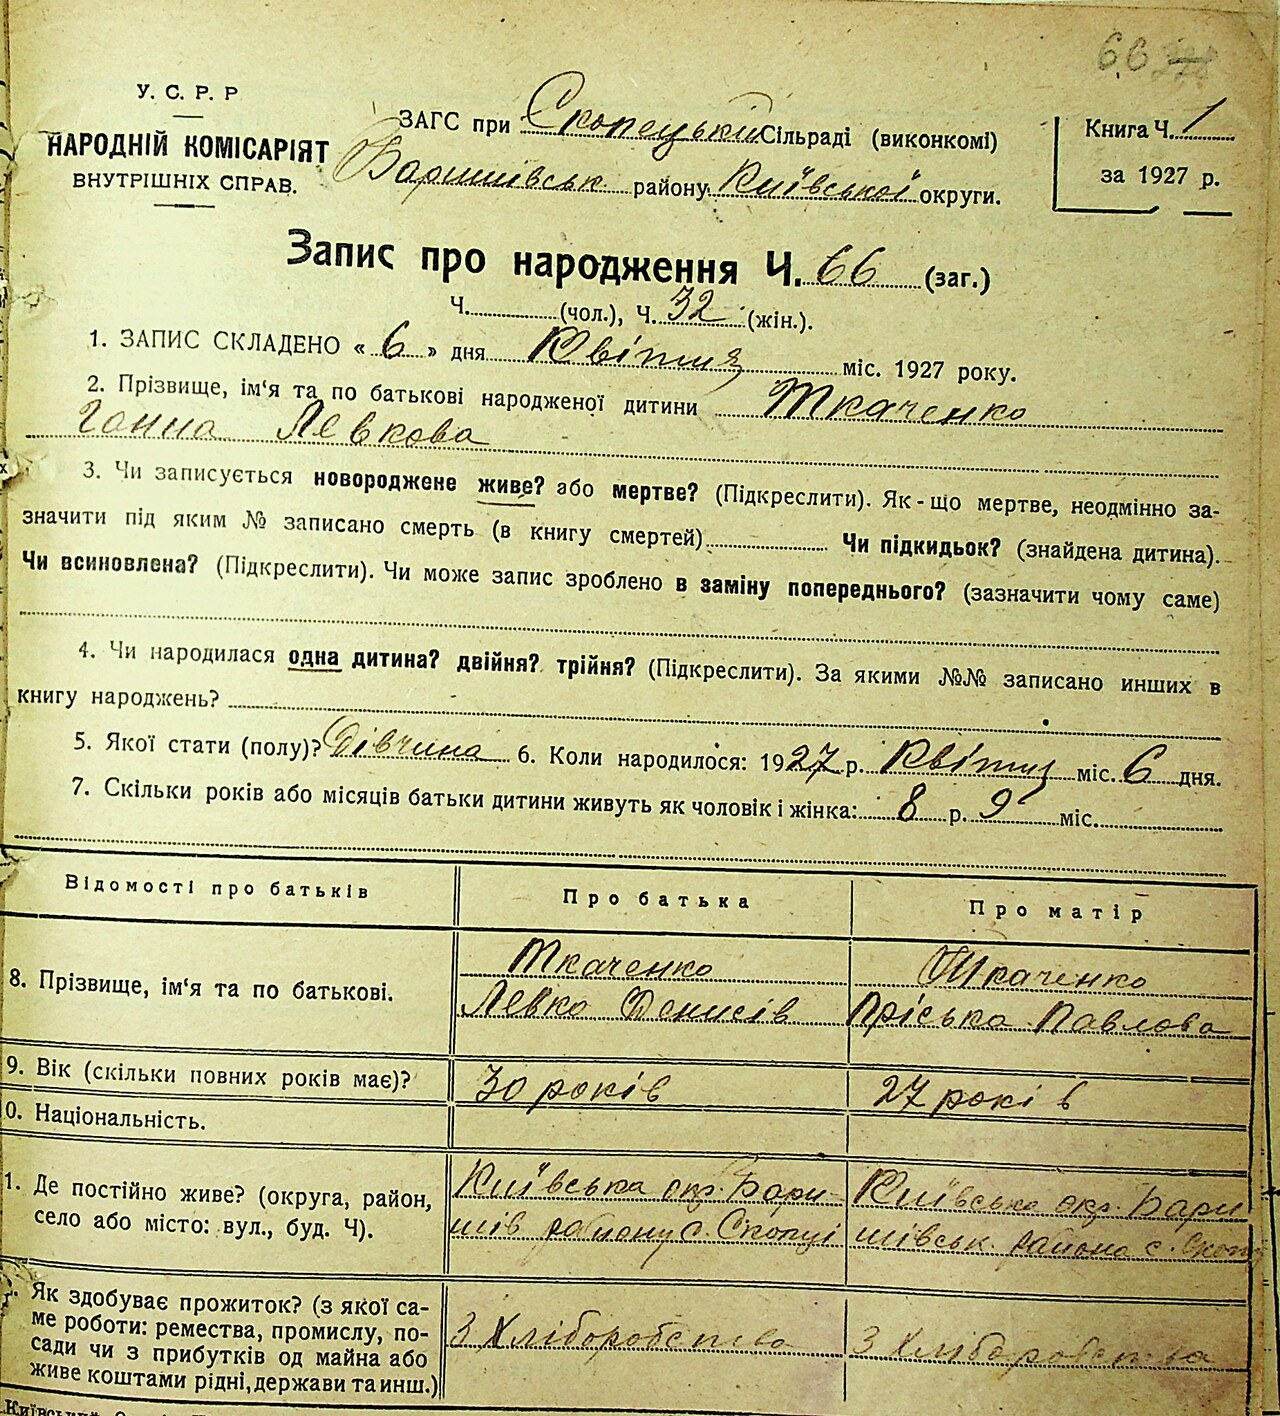 66
У. С. Р. Р
НАРОДНІЙ КОМІСАРІЯТ
ВНУТРІШНІХ СПРАВ.
ЗАГС при Скопецькій Сільраді (виконкомі)
Баришівськ району Київської округи.
Книга Ч. 1
за 1927 р.
Запис про народження Ч. 66 (заг.)
Ч. (чол.), Ч. 32 (жін.).
1. ЗАПИС СКЛАДЕНО « 6 » дня Квітня міс. 1927 року.
2. Прізвище, ім‘я та по батькові народженої дитини Ткаченко
Ганна Левкова
3. Чи записується новороджене живе? або мертве? (Підкреслити). Як-що мертве, неодмінно за-
значити під яким № записано смерть (в книгу смертей) Чи підкидьок? (знайдена дитина).
Чи всиновлена? (Підкреслити). Чи може запис зроблено в заміну попереднього? (зазначити чому саме)
4. Чи народилася одна дитина? двійня? трійня? (Підкреслити). За якими №№ записано инших в
книгу народжень?
5. Якої стати (полу)? Дівчина 6. Коли народилося: 1927 р. Квітня міс. 6 дня.
7. Скільки років або місяців батьки дитини живуть як чоловік і жінка: 8 р. 9 міс.
Відомості про батьків Про батька Про матір
8. Прізвище, ім‘я та по батькові.
Ткаченко
Левко Денисів
Ткаченко
Пріська Павлова
9. Вік (скільки повних років має)? 30 років 27 років
0. Національність.
1. Де постійно живе? (округа, район,
село або місто: вул., буд. Ч).
Київська окр. Бари-
шів району с. Скопці
Київська окр. Бари
шівськ района с. Скоп
Як здобуває прожиток? (з якої са-
ме роботи: ремества, промислу, по-
сади чи з прибутків од майна або
живе коштами рідні, держави та инш.)
З Хліборобства
З Хліборобства
Київський